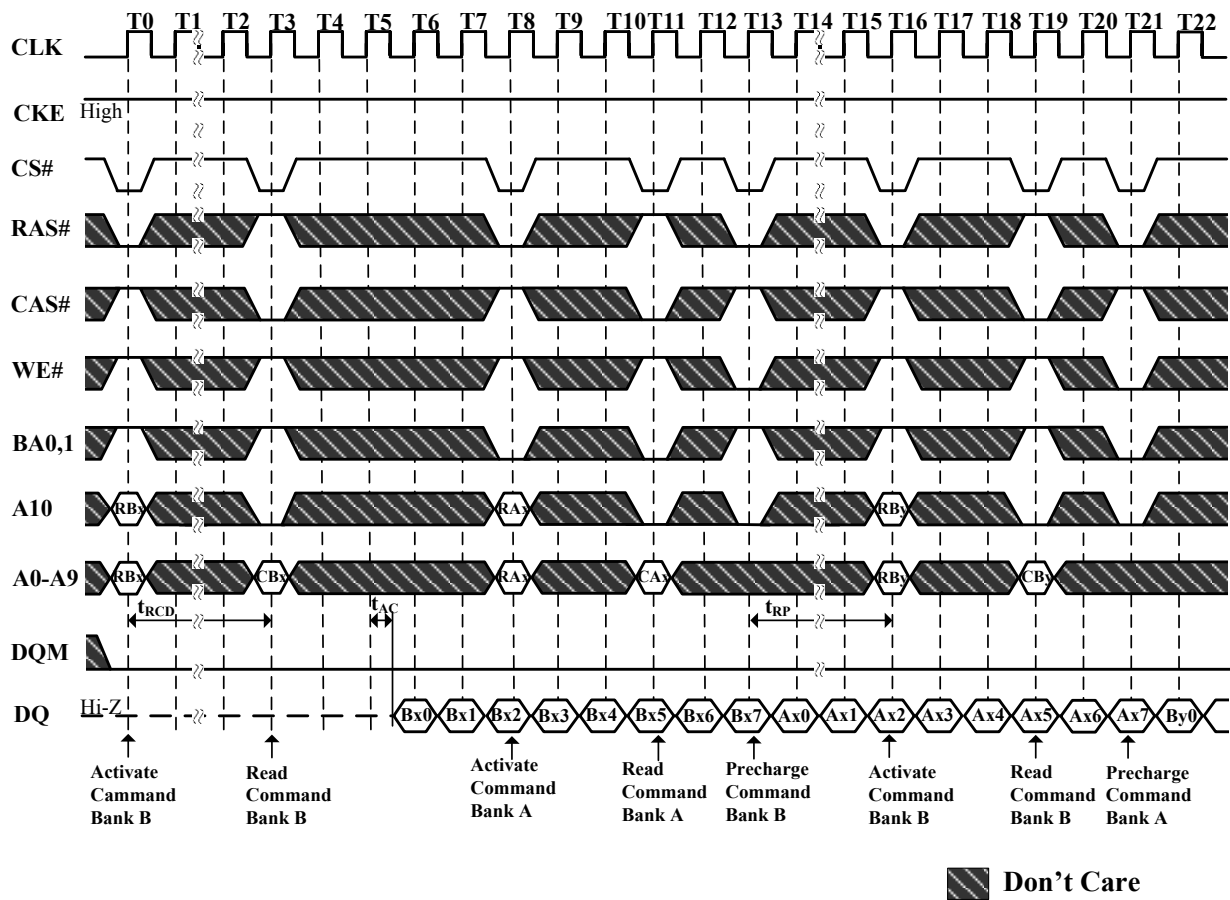 T0 T1 T2 T3 T4 T5 T6 T7 T8 T9 T10 T11 T12 T13 T14 T15 T16 T17 T18 T19 T20 T21 T22
CLK
CKE High
CS#
RAS#
CAS#
WE#
BA0,1
A10 RBx RAx RBy
A0-A9 RBx CBx RAx CAx RBy CBy
tRCD tAC tRP
DQM
DQ Hi-Z Bx0 Bx1 Bx2 Bx3 Bx4 Bx5 Bx6 Bx7 Ax0 Ax1 Ax2 Ax3 Ax4 Ax5 Ax6 Ax7 By0
Activate
Cammand
Bank B
Read
Command
Bank B
Activate
Command
Bank A
Read
Command
Bank A
Precharge
Command
Bank B
Activate
Command
Bank B
Read
Command
Bank B
Precharge
Command
Bank A
Don't Care